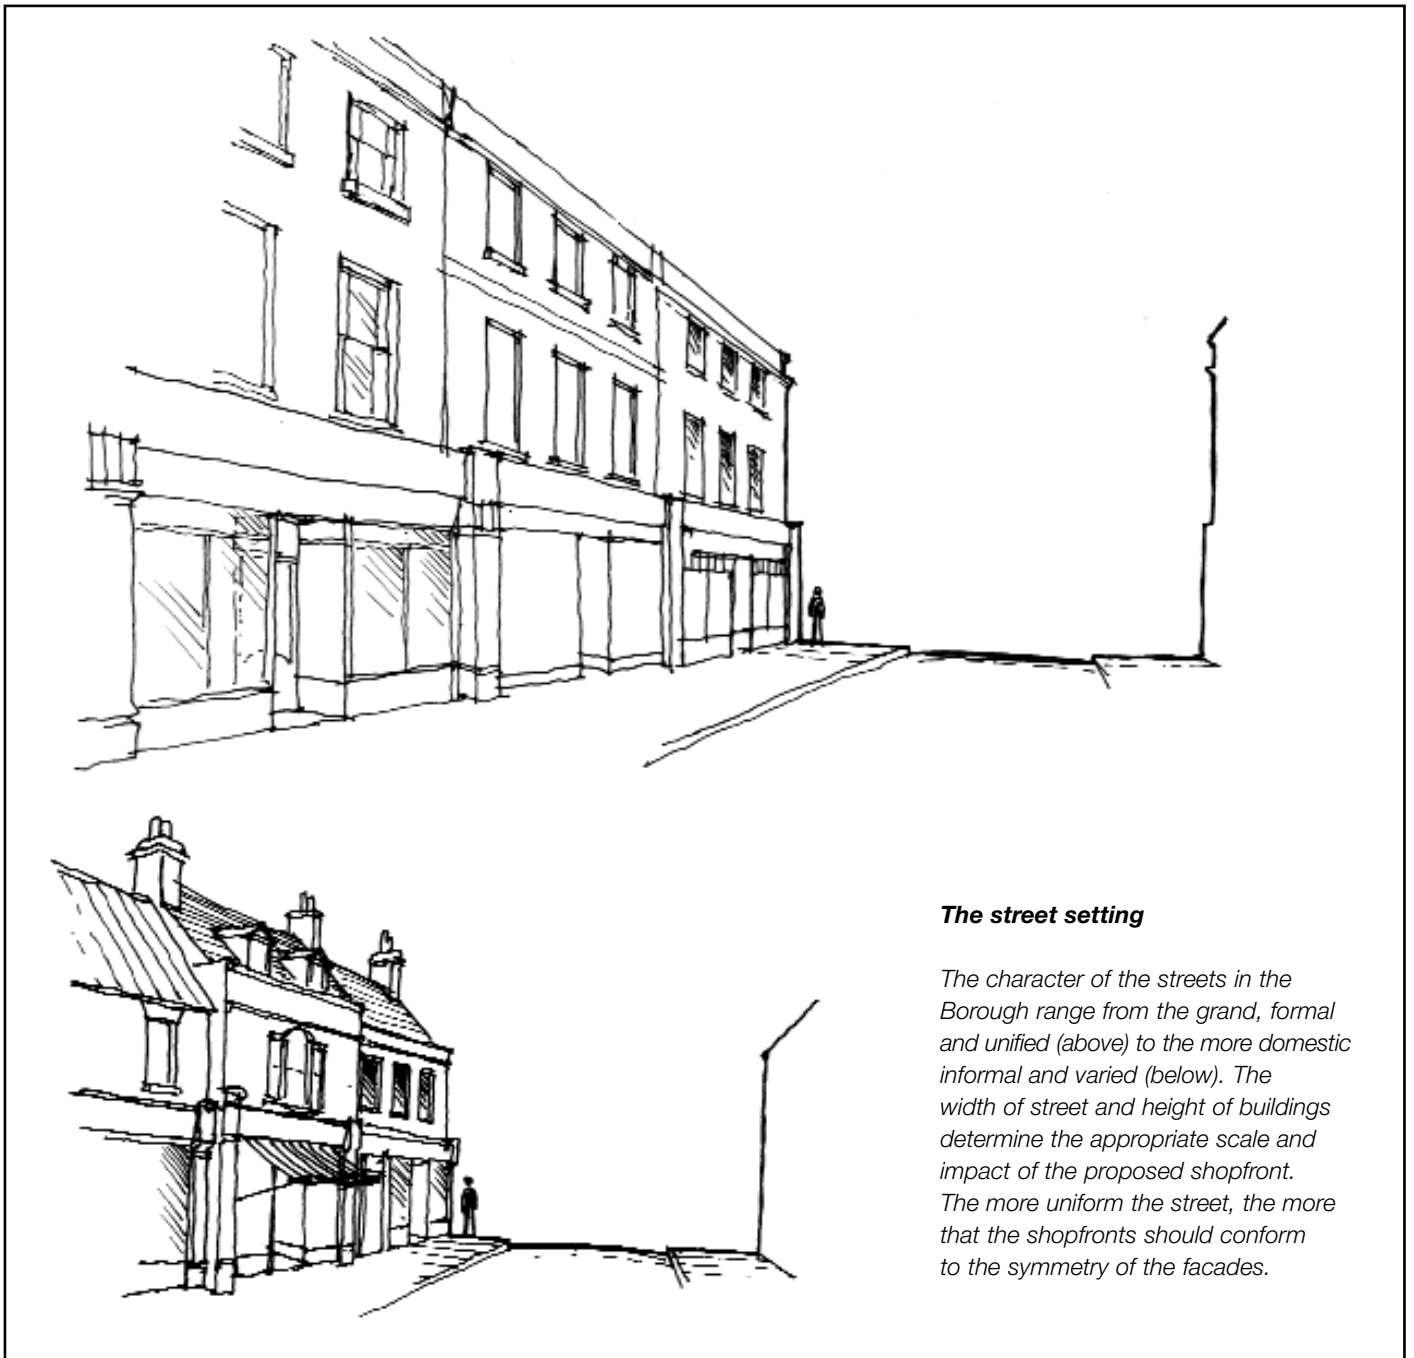 The street setting
The character of the streets in the
Borough range from the grand, formal
and unified (above) to the more domestic
informal and varied (below). The
width of street and height of buildings
determine the appropriate scale and
impact of the proposed shopfront.
The more uniform the street, the more
that the shopfronts should conform
to the symmetry of the facades.